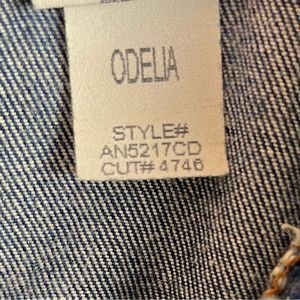 ODELIA
STYLE#
AN5217CD
CUT# 4746